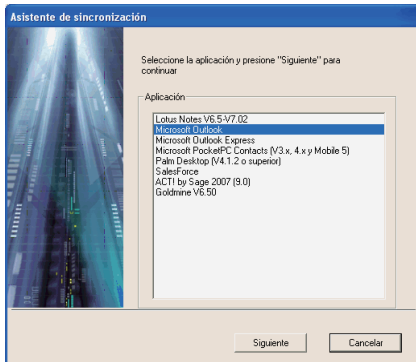 Asistente de sincronización
Seleccione la aplicación y presione "Siguiente" para
continuar
Aplicación
Lotus Notes V6.5-V7.02
Microsoft Outlook
Microsoft Outlook Express
Microsoft PocketPC Contacts (V3.x, 4.x y Mobile 5)
Palm Desktop (V4.1.2 o superior)
SalesForce
ACT! by Sage 2007 (9.0)
Goldmine V6.50
Siguiente
Cancelar